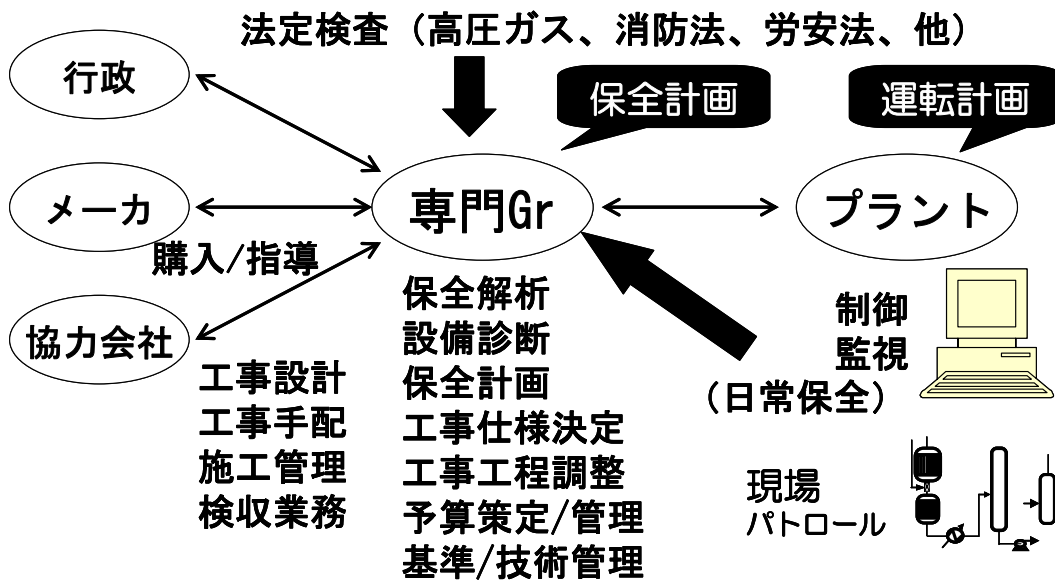 法定検査（高圧ガス、消防法、労安法、他）
行政
保全計画
運転計画
メーカ
専門Gr
プラント
購入/指導
協力会社
工事設計
工事手配
施工管理
検収業務
保全解析
設備診断
保全計画
工事仕様決定
工事工程調整
予算策定/管理
基準/技術管理
制御
監視
（日常保全）
現場
パトロール